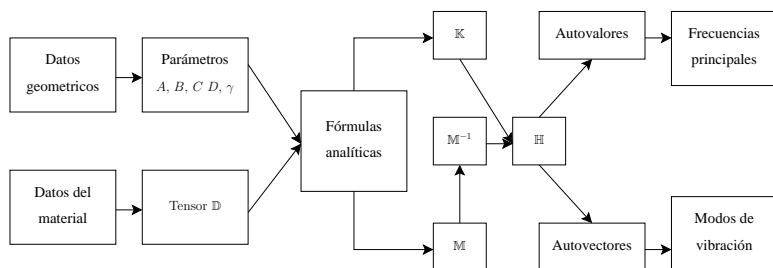 Datos
geometricos
Parámetros
A, B, C D, γ
Datos del
material
Tensor 𝔻
Fórmulas
analíticas
𝕂
𝕄⁻¹
𝕄
ℍ
Autovalores
Frecuencias
principales
Autovectores
Modos de
vibración